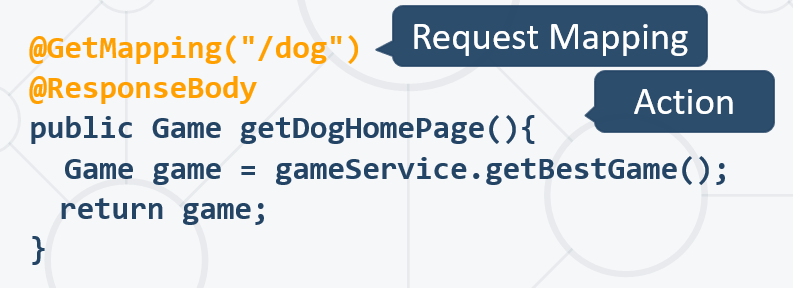 @GetMapping("/dog")
Request Mapping
@ResponseBody
Action
public Game getDogHomePage(){
Game game = gameService.getBestGame();
return game;
}